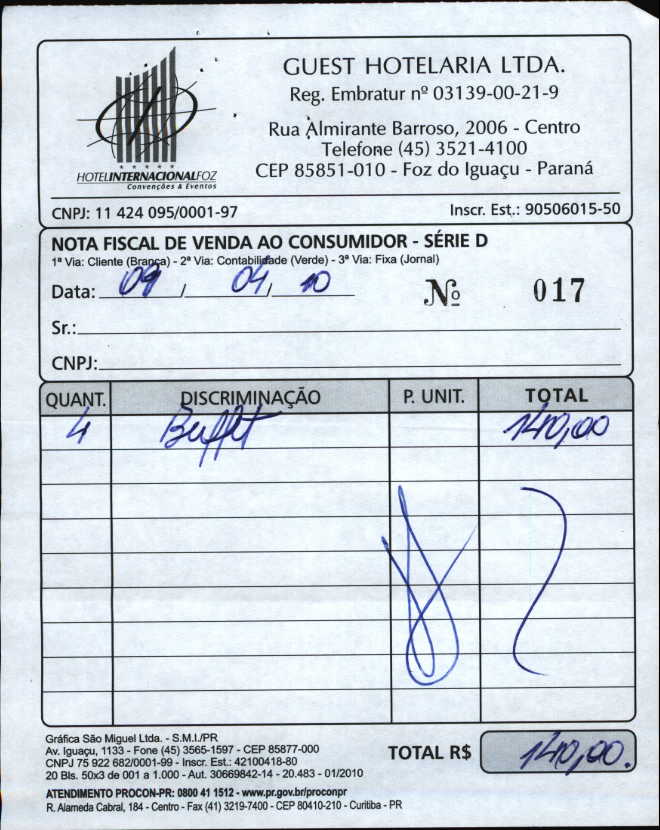 GUEST HOTELARIA LTDA.
Reg. Embratur nº 03139-00-21-9
Rua Almirante Barroso, 2006 - Centro
Telefone (45) 3521-4100
CEP 85851-010 - Foz do Iguaçu - Paraná
HOTELINTERNACIONALFOZ
Convenções & Eventos
CNPJ: 11 424 095/0001-97 Inscr. Est.: 90506015-50
NOTA FISCAL DE VENDA AO CONSUMIDOR - SÉRIE D
1ª Via: Cliente (Branca) - 2ª Via: Contabilidade (Verde) - 3ª Via: Fixa (Jornal)
Data: 09 / 04 / 10 Nº 017
Sr.:
CNPJ:
QUANT. DISCRIMINAÇÃO P. UNIT. TOTAL
4 Buffet 140,00
Gráfica São Miguel Ltda. - S.M.I./PR
Av. Iguaçu, 1133 - Fone (45) 3565-1597 - CEP 85877-000
CNPJ 75 922 682/0001-99 - Inscr. Est.: 42100418-80
20 Bls. 50x3 de 001 a 1.000 - Aut. 30669842-14 - 20.483 - 01/2010
TOTAL R$ 140,00.
ATENDIMENTO PROCON-PR: 0800 41 1512 - www.pr.gov.br/proconpr
R. Alameda Cabral, 184 - Centro - Fax (41) 3219-7400 - CEP 80410-210 - Curitiba - PR